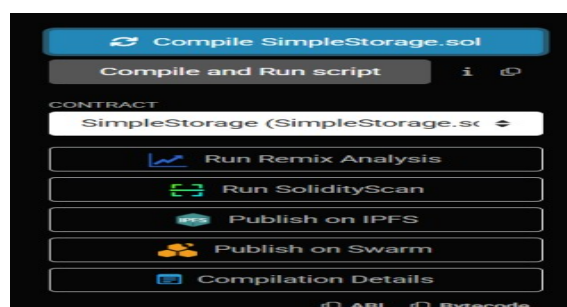 Compile SimpleStorage.sol
Compile and Run script
CONTRACT
SimpleStorage (SimpleStorage.sc
Run Remix Analysis
Run SolidityScan
IPFS Publish on IPFS
Publish on Swarm
Compilation Details
ABI Bytecode